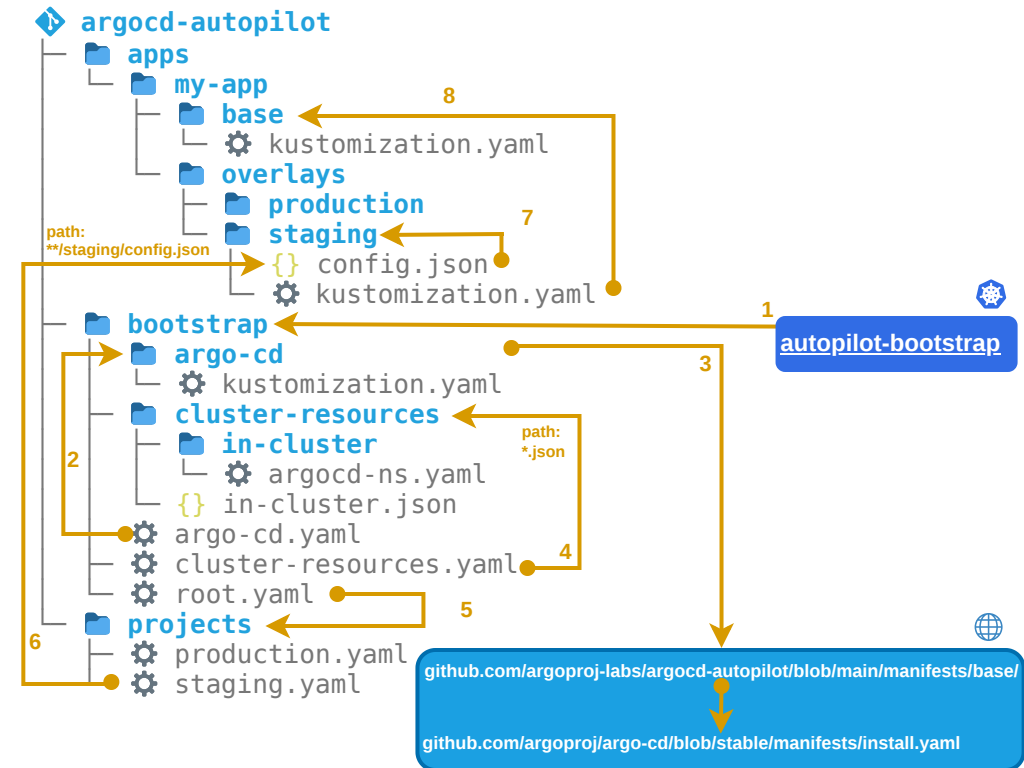 argocd-autopilot
apps
my-app
8
base
kustomization.yaml
overlays
production
7
path:
**/staging/config.json
staging
{} config.json
kustomization.yaml
1
bootstrap
autopilot-bootstrap
argo-cd
3
kustomization.yaml
cluster-resources
path:
*.json
in-cluster
2
argocd-ns.yaml
{} in-cluster.json
argo-cd.yaml
4
cluster-resources.yaml
root.yaml
5
projects
6
production.yaml
staging.yaml
github.com/argoproj-labs/argocd-autopilot/blob/main/manifests/base/
github.com/argoproj/argo-cd/blob/stable/manifests/install.yaml